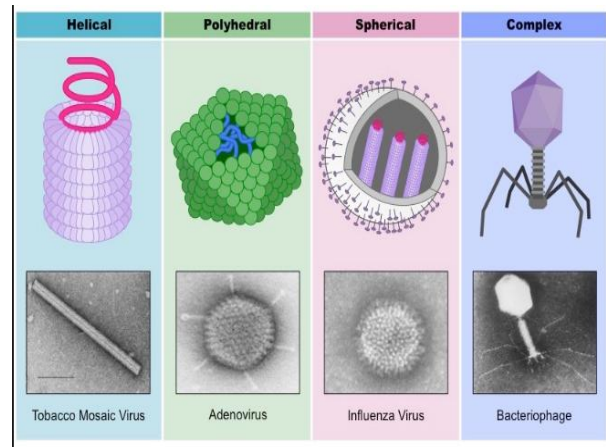 Helical
Polyhedral
Spherical
Complex
Tobacco Mosaic Virus
Adenovirus
Influenza Virus
Bacteriophage